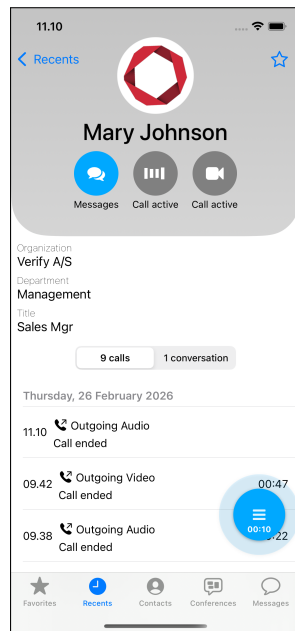 11.10
Recents
Mary Johnson
Messages
Call active
Call active
Organization
Verify A/S
Department
Management
Title
Sales Mgr
9 calls
1 conversation
Thursday, 26 February 2026
11.10
Outgoing Audio
Call ended
09.42
Outgoing Video
00:47
Call ended
09.38
Outgoing Audio
:22
Call ended
00:10
Favorites
Recents
Contacts
Conferences
Messages